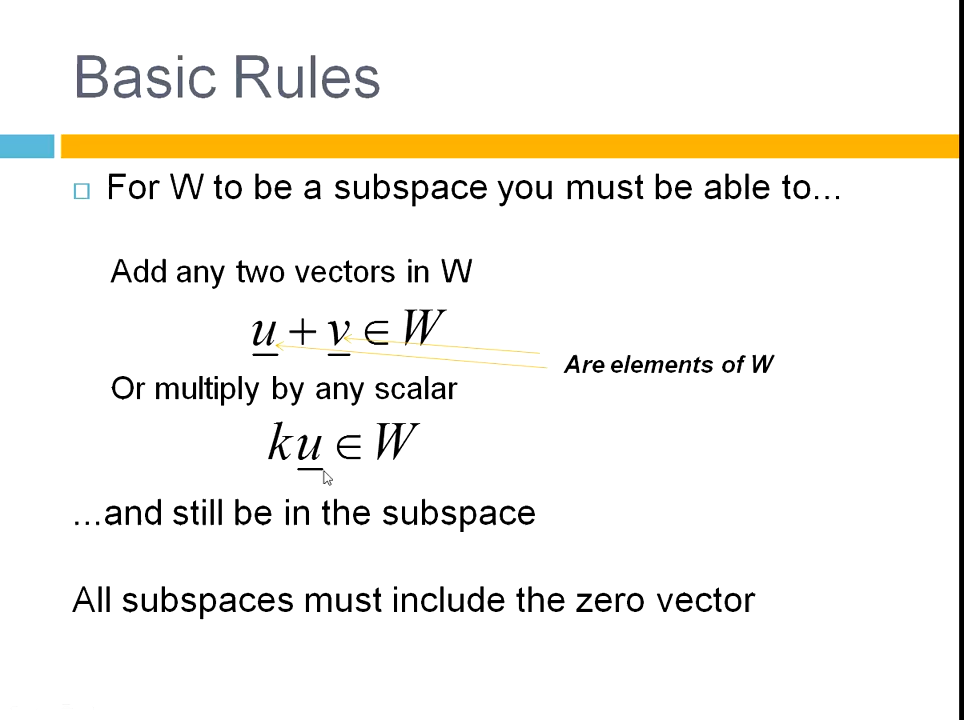 Basic Rules
For W to be a subspace you must be able to...
Add any two vectors in W
u + v ∈ W
Are elements of W
Or multiply by any scalar
ku ∈ W
...and still be in the subspace
All subspaces must include the zero vector